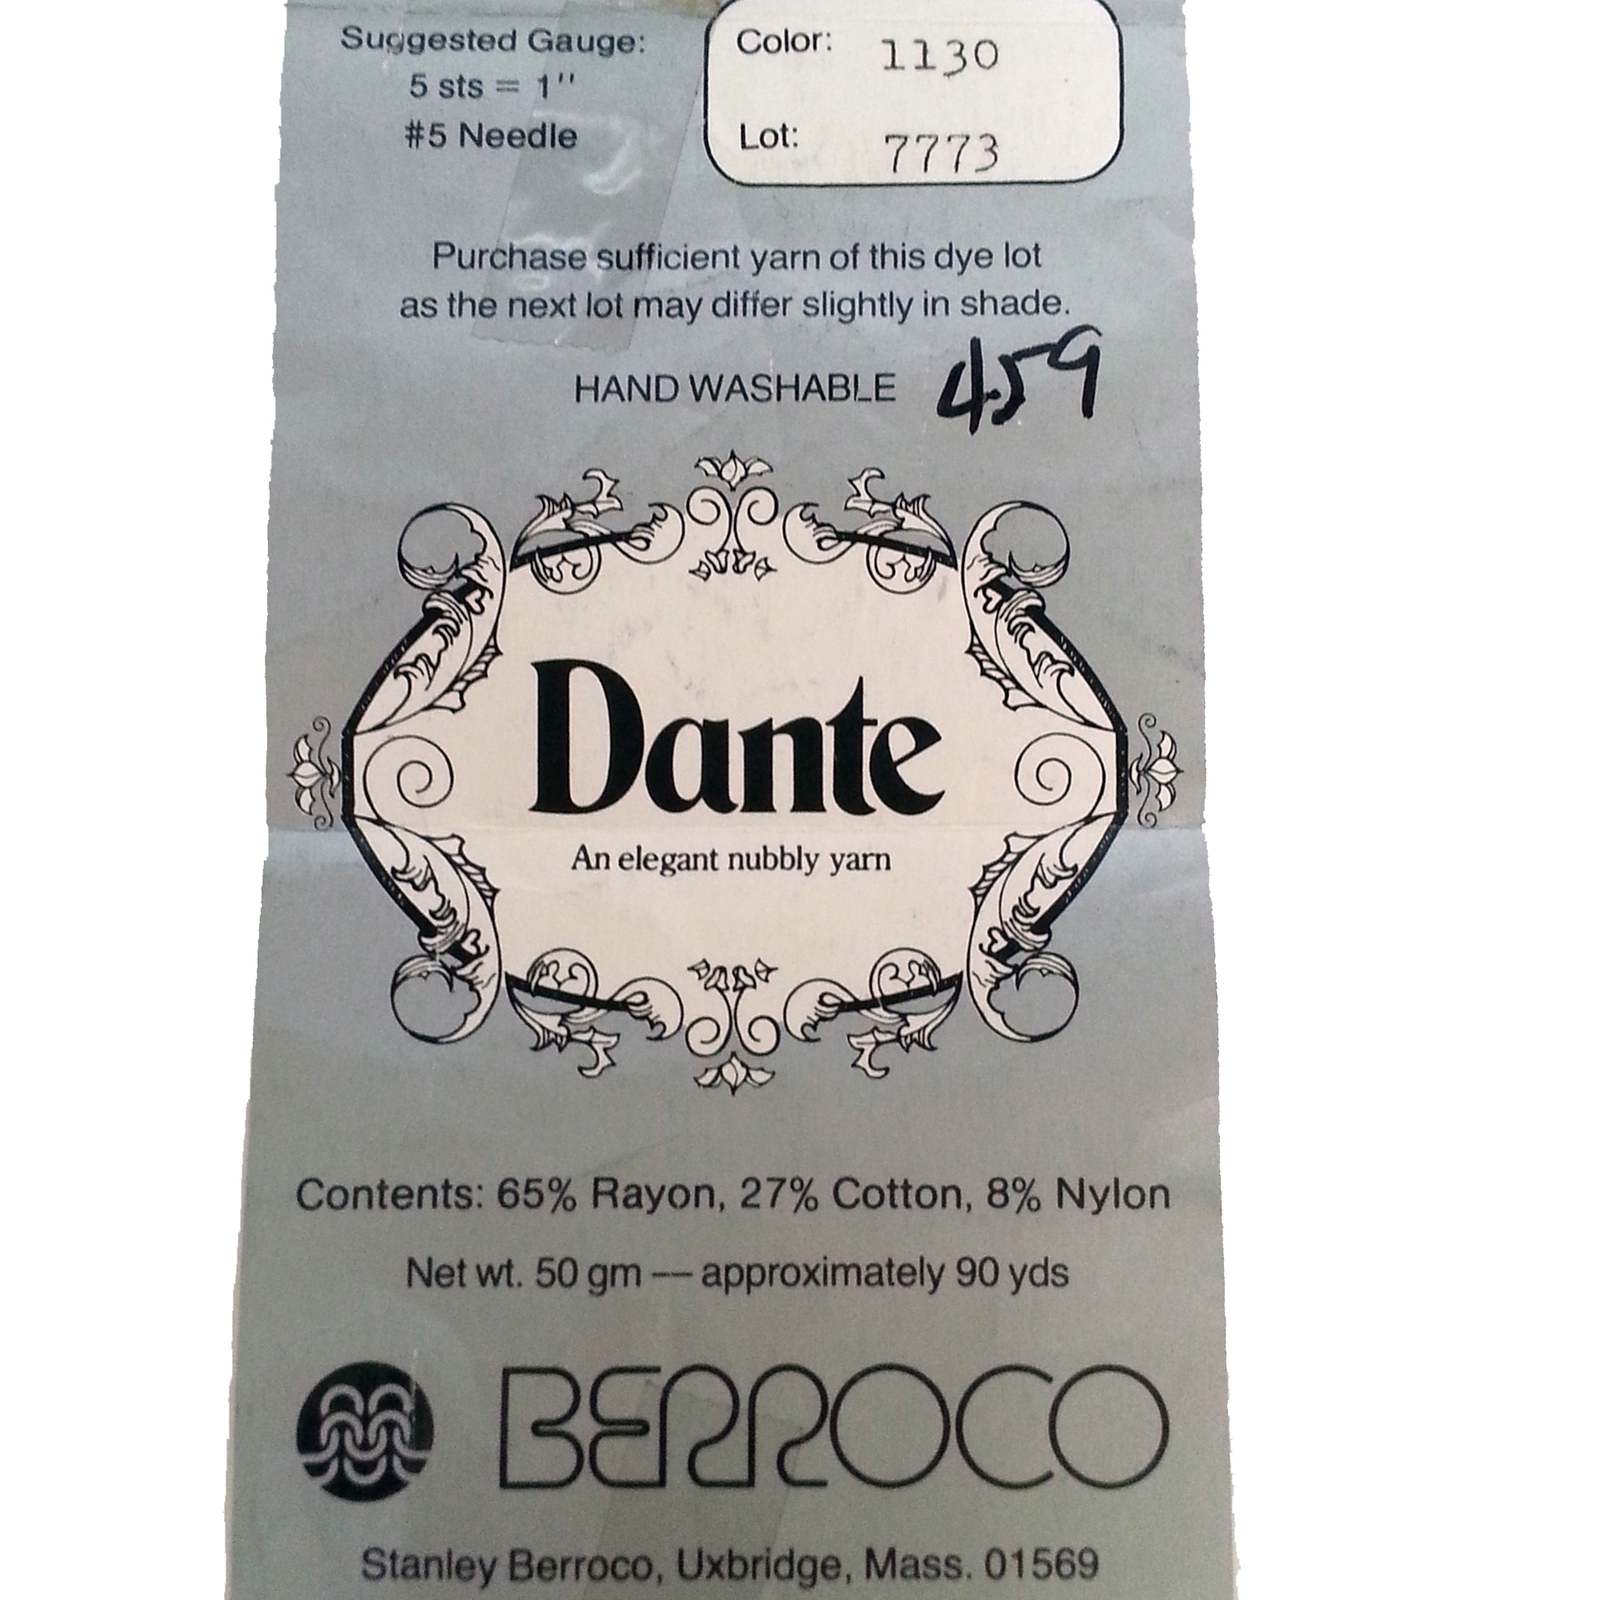 Suggested Gauge:
5 sts = 1"
#5 Needle
Color: 1130
Lot: 7773
Purchase sufficient yarn of this dye lot
as the next lot may differ slightly in shade.
HAND WASHABLE 4.59
Dante
An elegant nubbly yarn
Contents: 65% Rayon, 27% Cotton, 8% Nylon
Net wt. 50 gm — approximately 90 yds
BERROCO
Stanley Berroco, Uxbridge, Mass. 01569